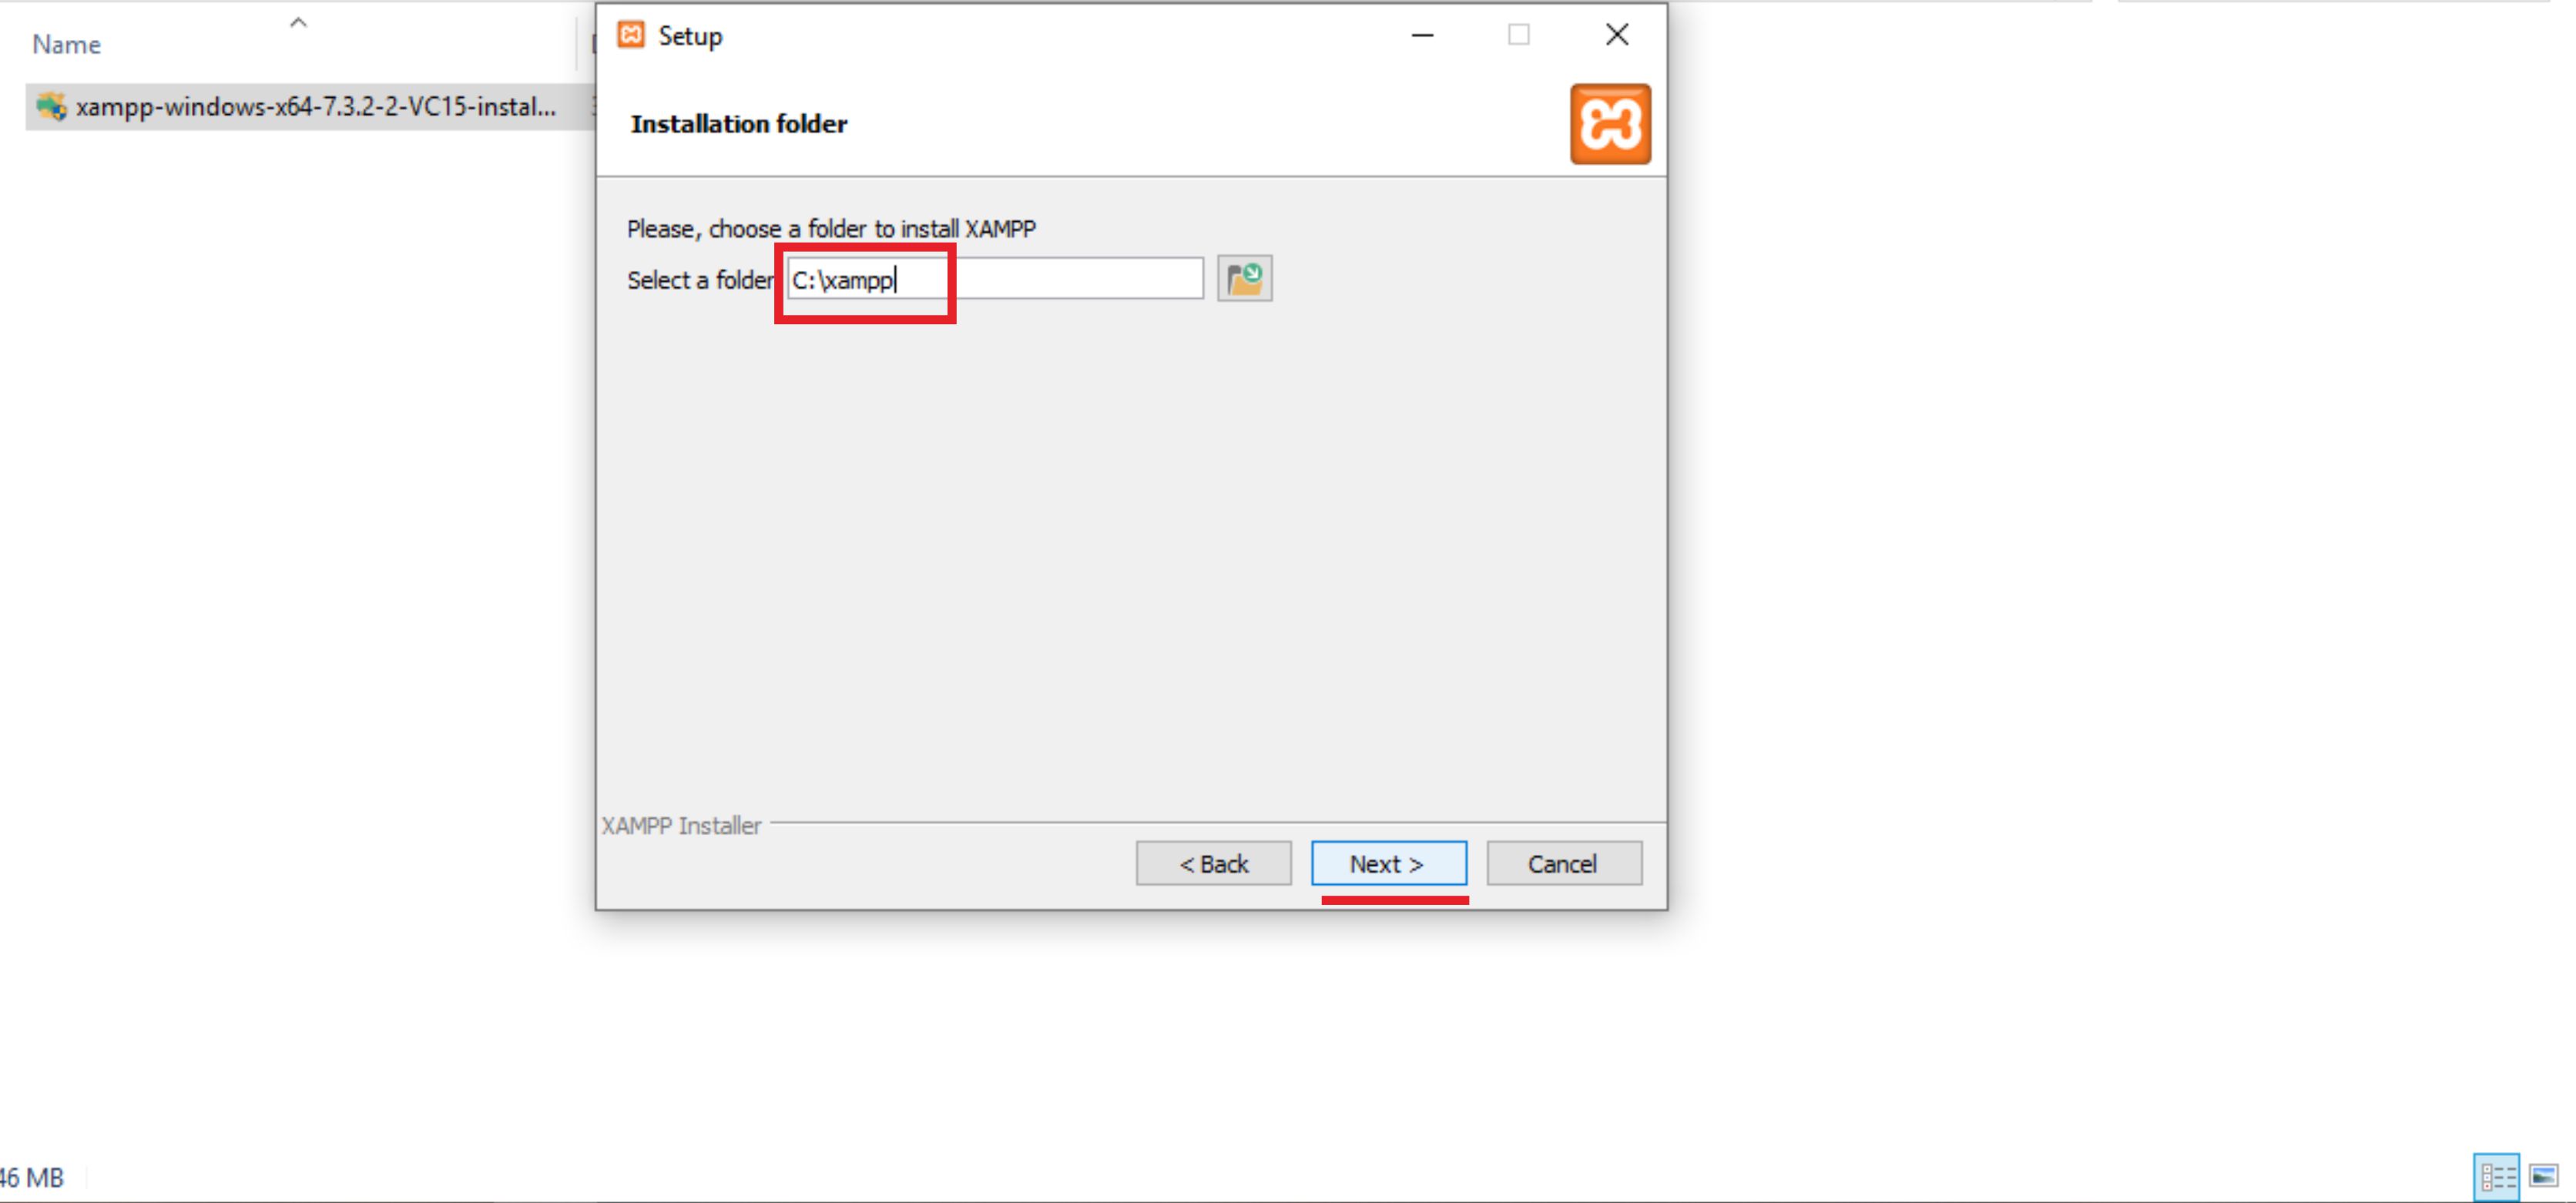 Name
xampp-windows-x64-7.3.2-2-VC15-instal...
Setup
Installation folder
Please, choose a folder to install XAMPP
Select a folder C:\xampp
XAMPP Installer
< Back Next > Cancel
46 MB